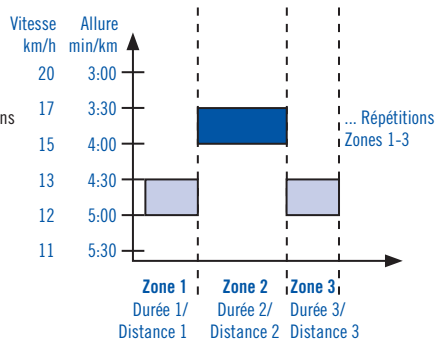 Vitesse Allure
km/h min/km
20 3:00
17 3:30
ns
... Répétitions
15 4:00
Zones 1-3
13 4:30
12 5:00
11 5:30
Zone 1 Zone 2 Zone 3
Durée 1/ Durée 2/ Durée 3/
Distance 1 Distance 2 Distance 3